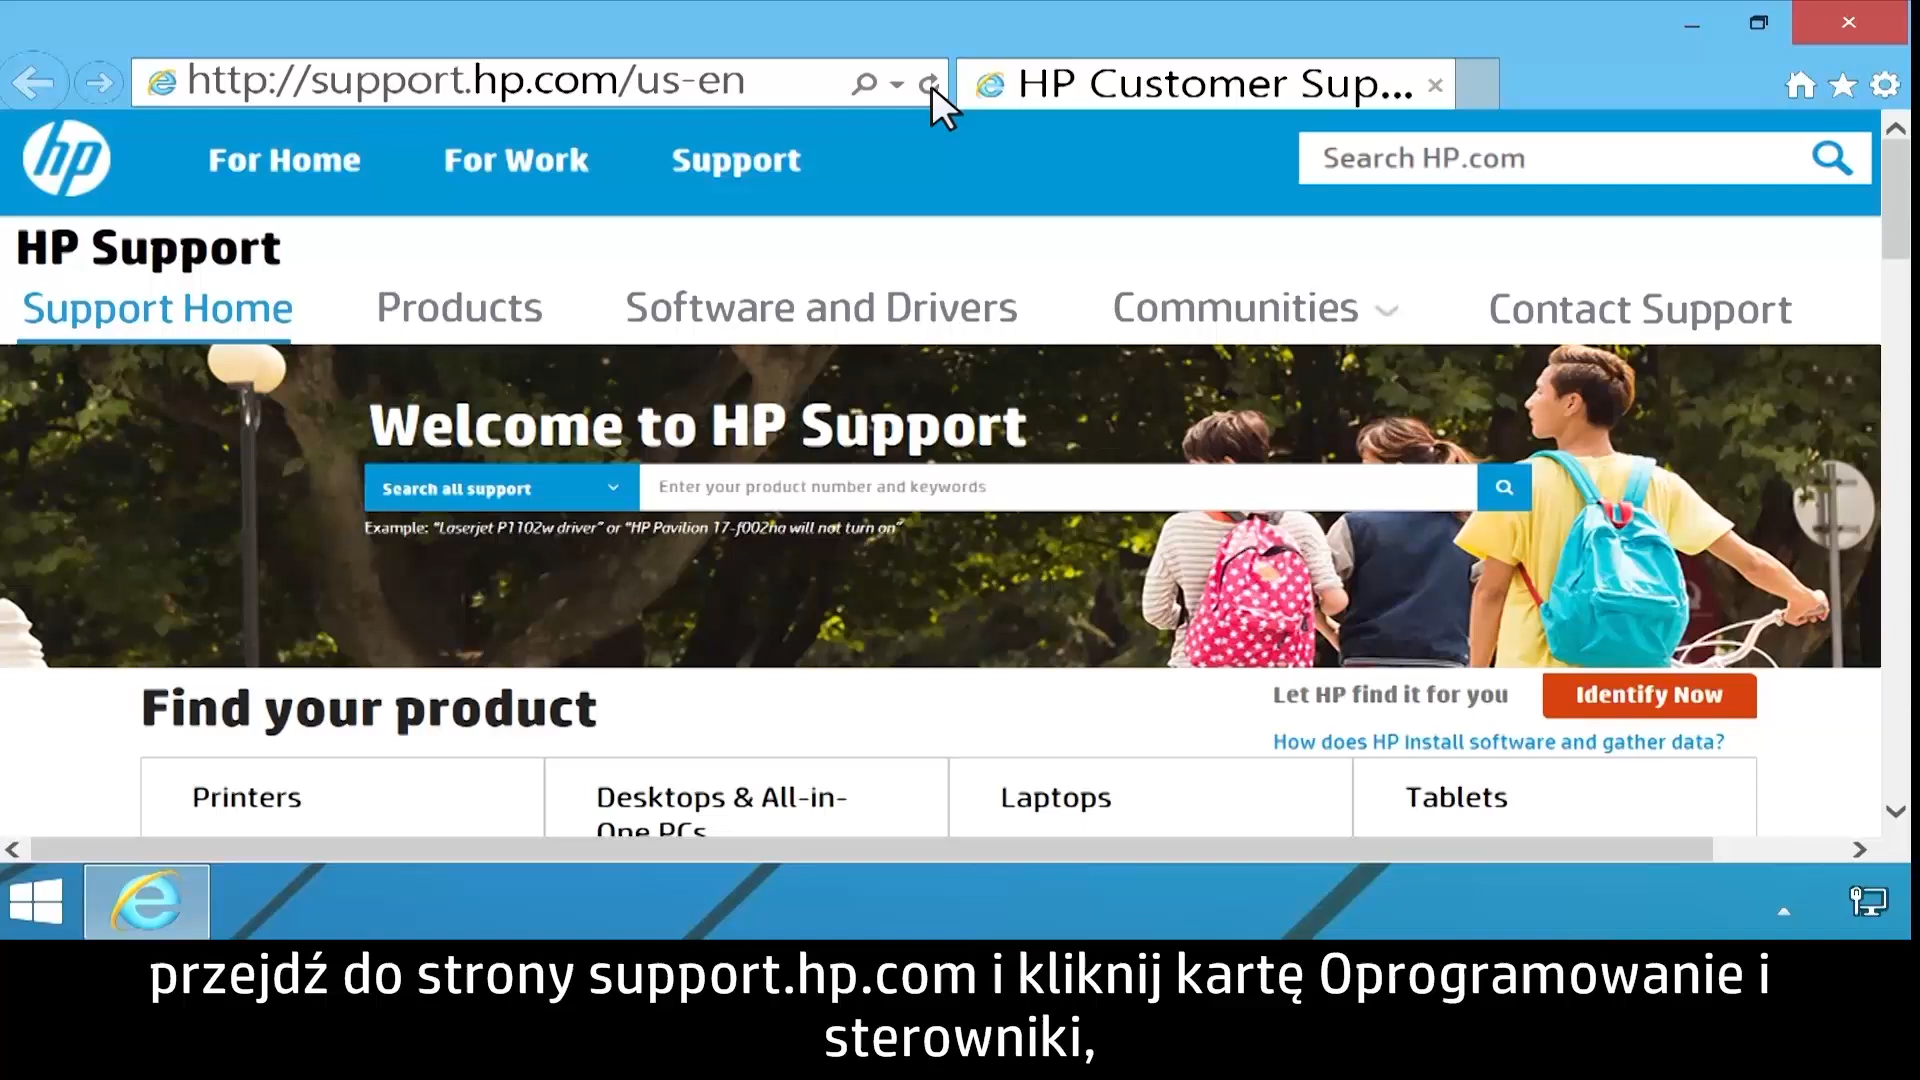 http://support.hp.com/us-en
HP Customer Sup...
hp
For Home
For Work
Support
Search HP.com
HP Support
Support Home
Products
Software and Drivers
Communities
Contact Support
Welcome to HP Support
Search all support
Enter your product number and keywords
Example: "Laserjet P1102w driver" or "HP Pavilion 17-f002na will not turn on"
Find your product
Let HP find it for you
Identify Now
How does HP Install software and gather data?
Printers
Desktops & All-in-
One PCs
Laptops
Tablets
przejdź do strony support.hp.com i kliknij kartę Oprogramowanie i
sterowniki,